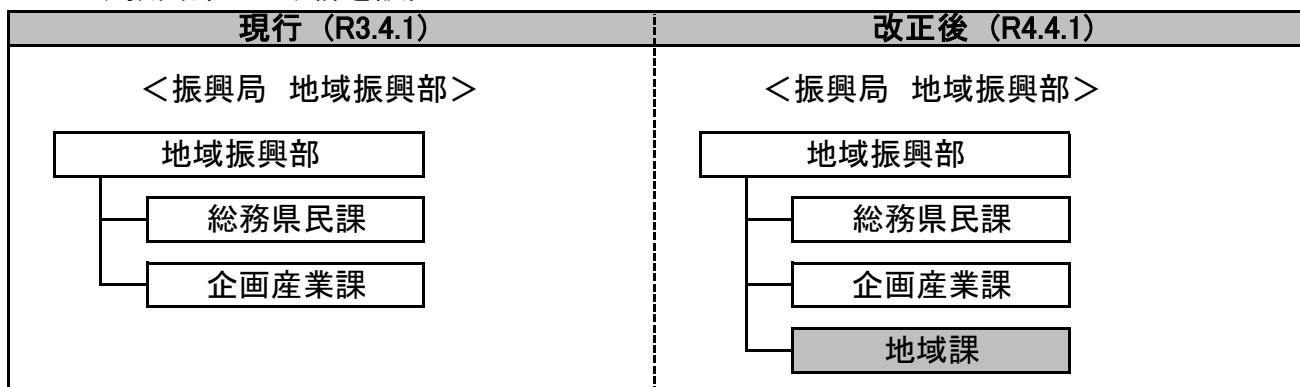 現行 (R3.4.1)
＜振興局　地域振興部＞
地域振興部
総務県民課
企画産業課
改正後 (R4.4.1)
＜振興局　地域振興部＞
地域振興部
総務県民課
企画産業課
地域課